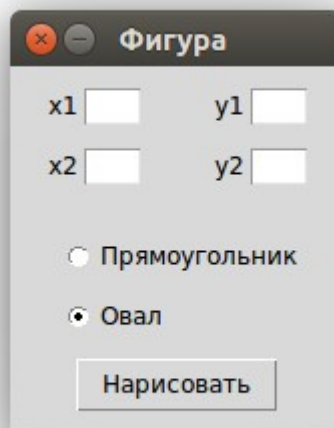 Фигура
x1 y1
x2 y2
Прямоугольник
Овал
Нарисовать